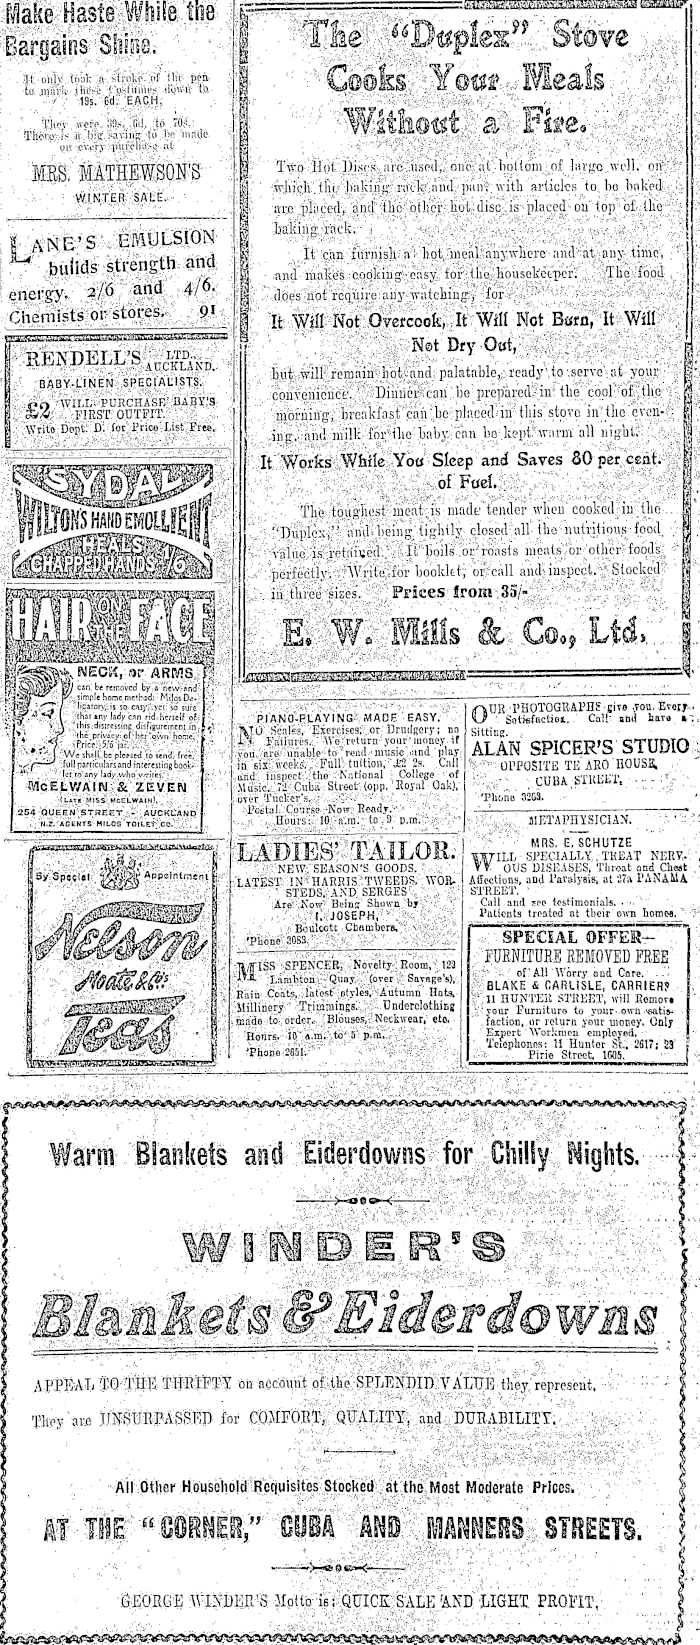 Make Haste While the
Bargains Shine.
It only took a stroke of the pen
to mark these Costumes down to
19s. 6d. EACH.
They were 39s. 6d. to 70s.
There is a big saving to be made
on every purchase at
MRS. MATHEWSON'S
WINTER SALE.
LANE'S EMULSION
builds strength and
energy. 2/6 and 4/6.
Chemists or stores. 91
RENDELL'S LTD.,
AUCKLAND.
BABY-LINEN SPECIALISTS.
£2 WILL PURCHASE BABY'S
FIRST OUTFIT.
Write Dept. D. for Price List Free.
"SYDAL"
WILTON'S HAND EMOLLIENT
HEALS
CHAPPED HANDS 1/6
HAIR ON THE FACE
NECK, or ARMS
can be removed by a new and
simple home method: Milos De-
pilatory, is so easy, yet so sure
that any lady can rid herself of
this distressing disfigurement in
the privacy of her own home.
Price 5/6 jar.
We shall be pleased to send, free,
full particulars and interesting book-
let to any lady who writes.
McELWAIN & ZEVEN
(LATE MISS McELWAIN),
254 QUEEN STREET - AUCKLAND
N.Z. AGENTS MILOS TOILET CO.
By Special Appointment
Nelson
Moate & Co's
Teas
The "Duplex" Stove
Cooks Your Meals
Without a Fire.
Two Hot Discs are used, one at bottom of large well, on
which the baking rack and pan, with articles to be baked
are placed, and the other hot disc is placed on top of the
baking rack.
It can furnish a hot meal anywhere and at any time,
and makes cooking easy for the housekeeper. The food
does not require any watching, for
It Will Not Overcook, It Will Not Burn, It Will
Not Dry Out,
but will remain hot and palatable, ready to serve at your
convenience. Dinner can be prepared in the cool of the
morning, breakfast can be placed in this stove in the even-
ing, and milk for the baby can be kept warm all night.
It Works While You Sleep and Saves 80 per cent.
of Fuel.
The toughest meat is made tender when cooked in the
"Duplex," and being tightly closed all the nutritious food
value is retained. It boils or roasts meats or other foods
perfectly. Write for booklet, or call and inspect. Stocked
in three sizes. Prices from 35/-
E. W. Mills & Co., Ltd.
PIANO-PLAYING MADE EASY.
NO Scales, Exercises, or Drudgery; no
Failures. We return your money if
you are unable to read music and play
in six weeks. Full tuition, £2 2s. Call
and inspect the National College of
Music, 72 Cuba Street (opp. Royal Oak),
over Tucker's.
Postal Course Now Ready.
Hours: 10 a.m. to 9 p.m.
LADIES' TAILOR.
NEW SEASON'S GOODS.
LATEST IN HARRIS TWEEDS, WOR-
STEDS, AND SERGES
Are Now Being Shown by
I. JOSEPH,
Boulcott Chambers.
'Phone 3083.
MISS SPENCER, Novelty Room, 123
Lambton Quay (over Savage's),
Rain Coats, latest styles, Autumn Hats,
Millinery Trimmings. Underclothing
made to order. Blouses, Neckwear, etc.
Hours. 10 a.m. to 5 p.m.
'Phone 2651.
OUR PHOTOGRAPHS give you Every
Satisfaction. Call and have a
Sitting.
ALAN SPICER'S STUDIO
OPPOSITE TE ARO HOUSE,
CUBA STREET.
'Phone 3263.
METAPHYSICIAN.
MRS. E. SCHUTZE
WILL SPECIALLY TREAT NERV-
OUS DISEASES, Throat and Chest
Affections, and Paralysis, at 27a PANAMA
STREET.
Call and see testimonials.
Patients treated at their own homes.
SPECIAL OFFER—
FURNITURE REMOVED FREE
of All Worry and Care.
BLAKE & CARLISLE, CARRIERS
11 HUNTER STREET, will Remove
your Furniture to your own satis-
faction, or return your money. Only
Expert Workmen employed.
Telephones: 11 Hunter St., 2617; 23
Pirie Street, 1605.
Warm Blankets and Eiderdowns for Chilly Nights.
WINDER'S
Blankets & Eiderdowns
APPEAL TO THE THRIFTY on account of the SPLENDID VALUE they represent.
They are UNSURPASSED for COMFORT, QUALITY, and DURABILITY.
All Other Household Requisites Stocked at the Most Moderate Prices.
AT THE "CORNER," CUBA AND MANNERS STREETS.
GEORGE WINDER'S Motto is: QUICK SALE AND LIGHT PROFIT.